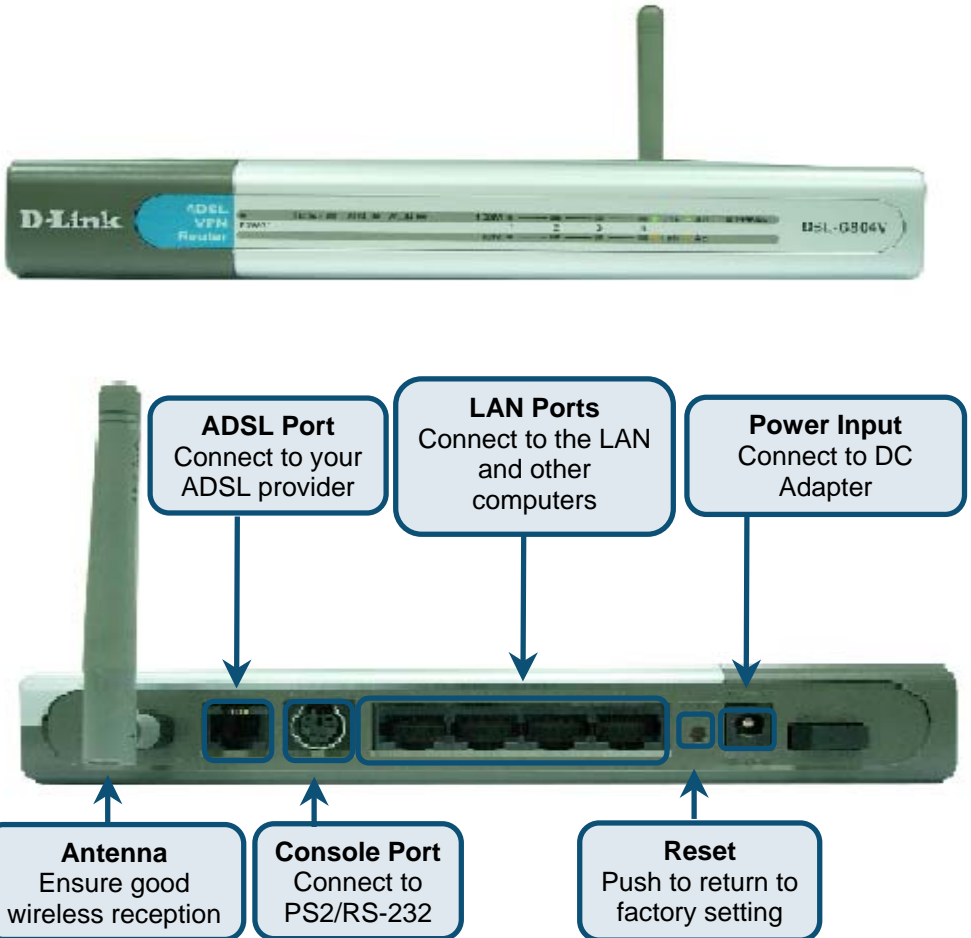 D-Link
ADSL
VPN
Router
DSL-G804V
ADSL Port
Connect to your
ADSL provider
LAN Ports
Connect to the LAN
and other
computers
Power Input
Connect to DC
Adapter
Antenna
Ensure good
wireless reception
Console Port
Connect to
PS2/RS-232
Reset
Push to return to
factory setting